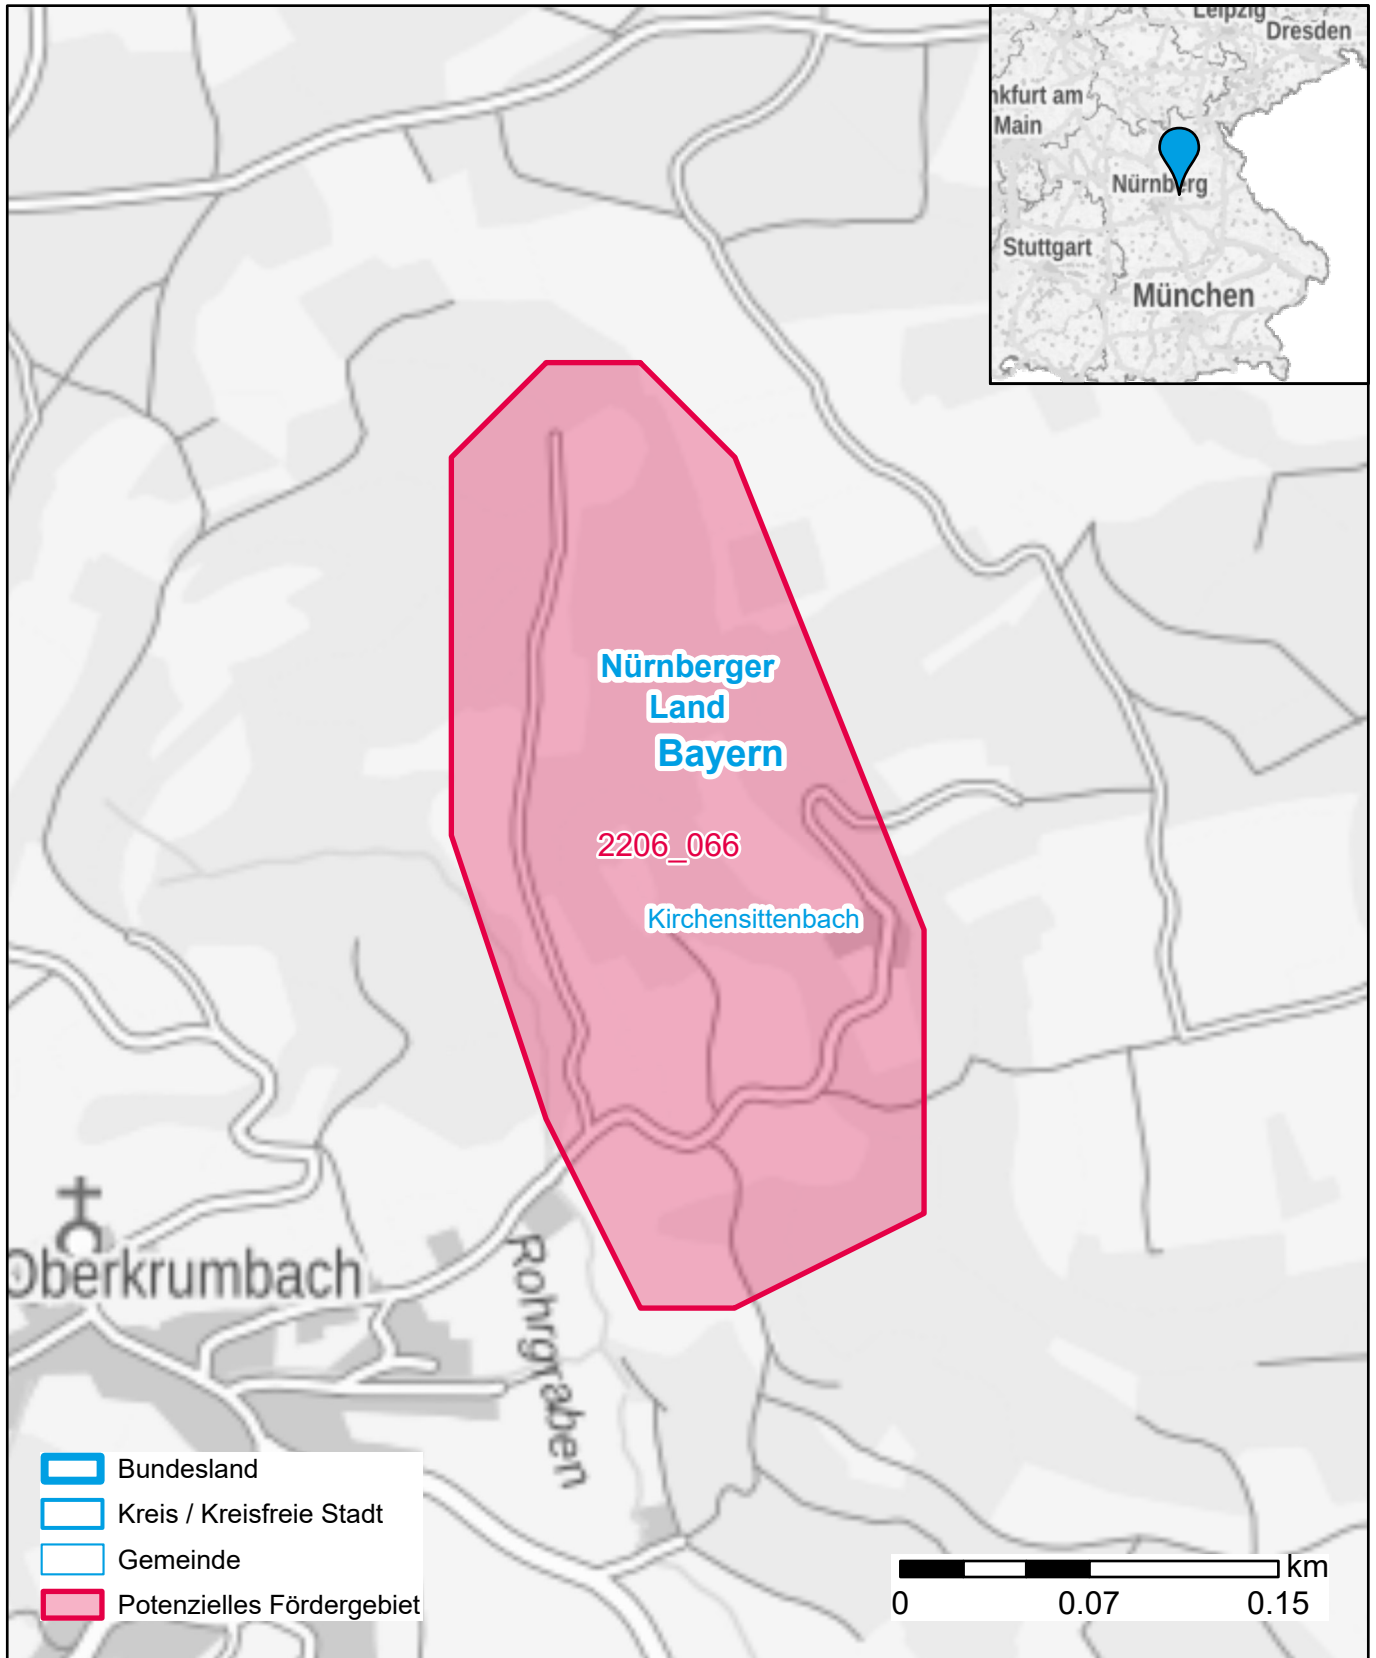 Leipzig
Dresden
nkfurt am
Main
Nürnberg
Stuttgart
München
Nürnberger
Land
Bayern
2206_066
Kirchensittenbach
Oberkrumbach
Rohrgraben
Bundesland
Kreis / Kreisfreie Stadt
Gemeinde
Potenzielles Fördergebiet
km
0 0.07 0.15